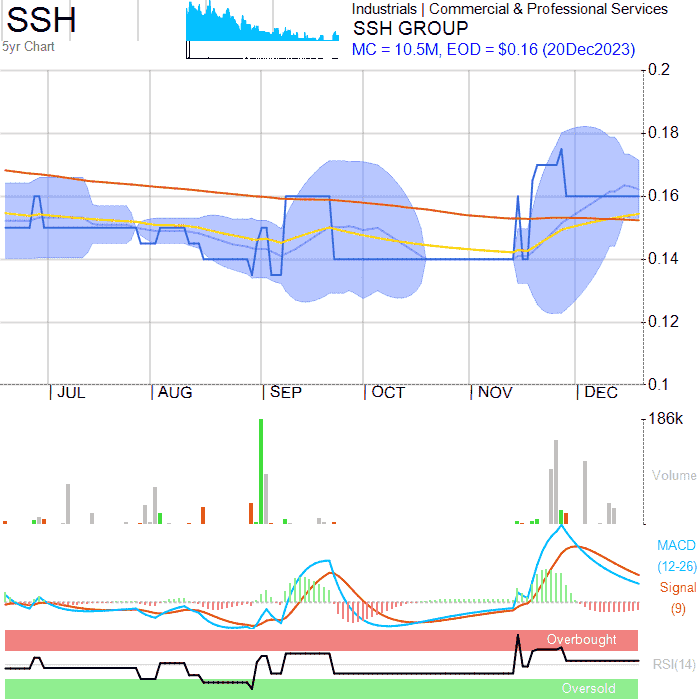 SSH
5yr Chart
Industrials | Commercial & Professional Services
SSH GROUP
MC = 10.5M, EOD = $0.16 (20Dec2023)
0.2
0.18
0.16
0.14
0.12
0.1
JUL
AUG
SEP
OCT
NOV
DEC
186k
Volume
MACD
(12-26)
Signal
(9)
Overbought
RSI(14)
Oversold